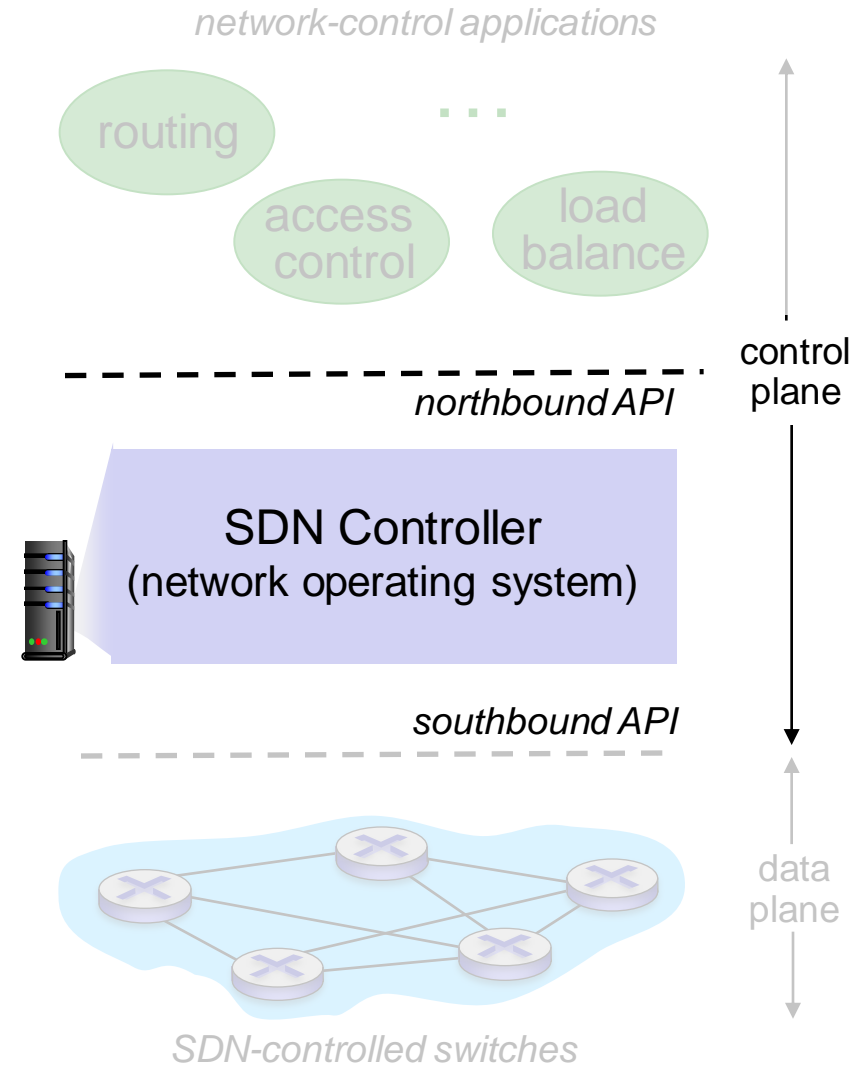 network-control applications
routing
. . .
access
control
load
balance
control
plane
northbound API
SDN Controller
(network operating system)
southbound API
data
plane
SDN-controlled switches